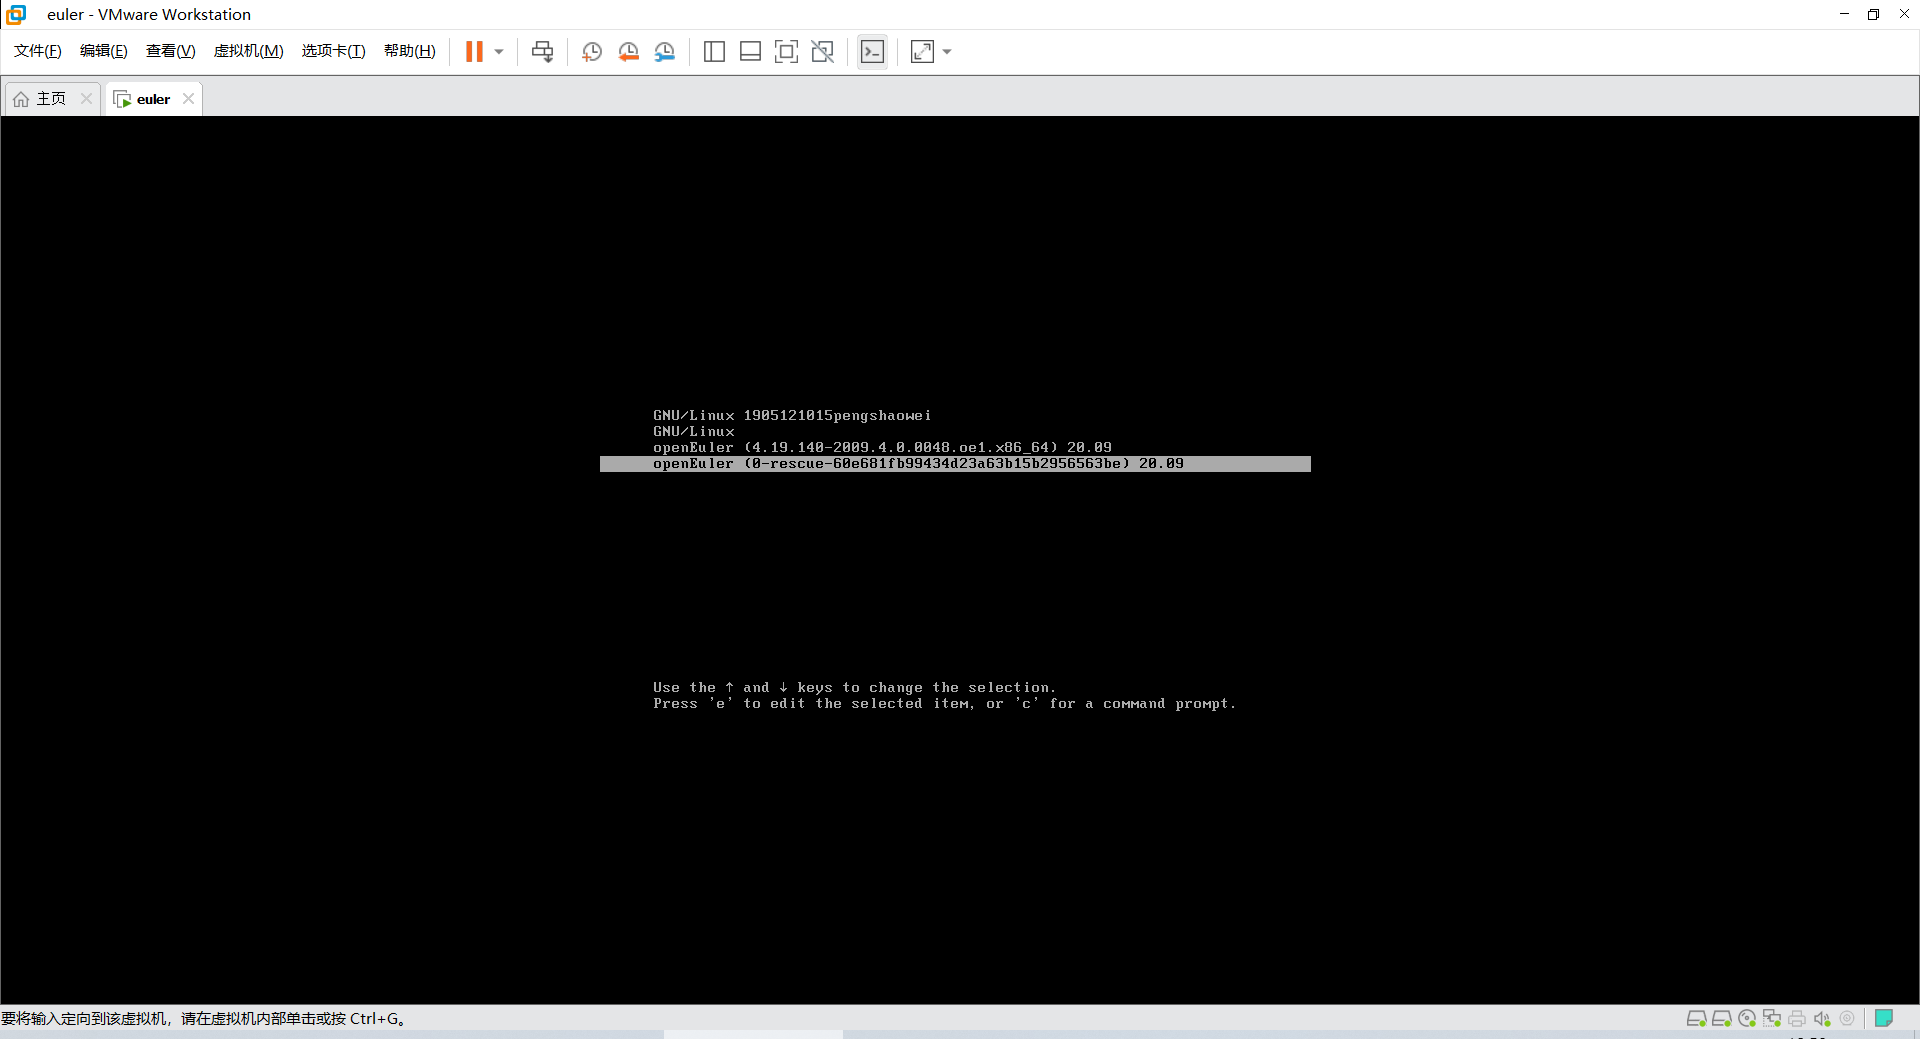 euler - VMware Workstation
文件(F) 编辑(E) 查看(V) 虚拟机(M) 选项卡(T) 帮助(H)
主页 euler
GNU/Linux 1905121015pengshaowei
GNU/Linux
openEuler (4.19.140-2009.4.0.0048.oe1.x86_64) 20.09
openEuler (0-rescue-60e681fb99434d23a63b15b2956563be) 20.09
Use the ↑ and ↓ keys to change the selection.
Press 'e' to edit the selected item, or 'c' for a command prompt.
要将输入定向到该虚拟机，请在虚拟机内部单击或按 Ctrl+G。